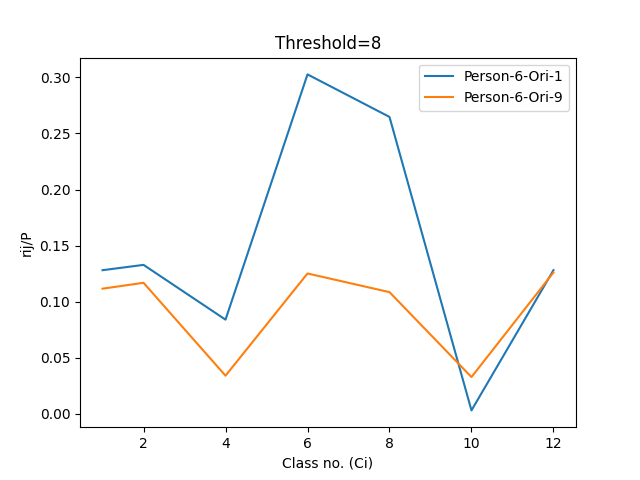 Threshold=8
Person-6-Ori-1
Person-6-Ori-9
0.30
0.25
0.20
0.15
0.10
0.05
0.00
rij/P
2 4 6 8 10 12
Class no. (Ci)